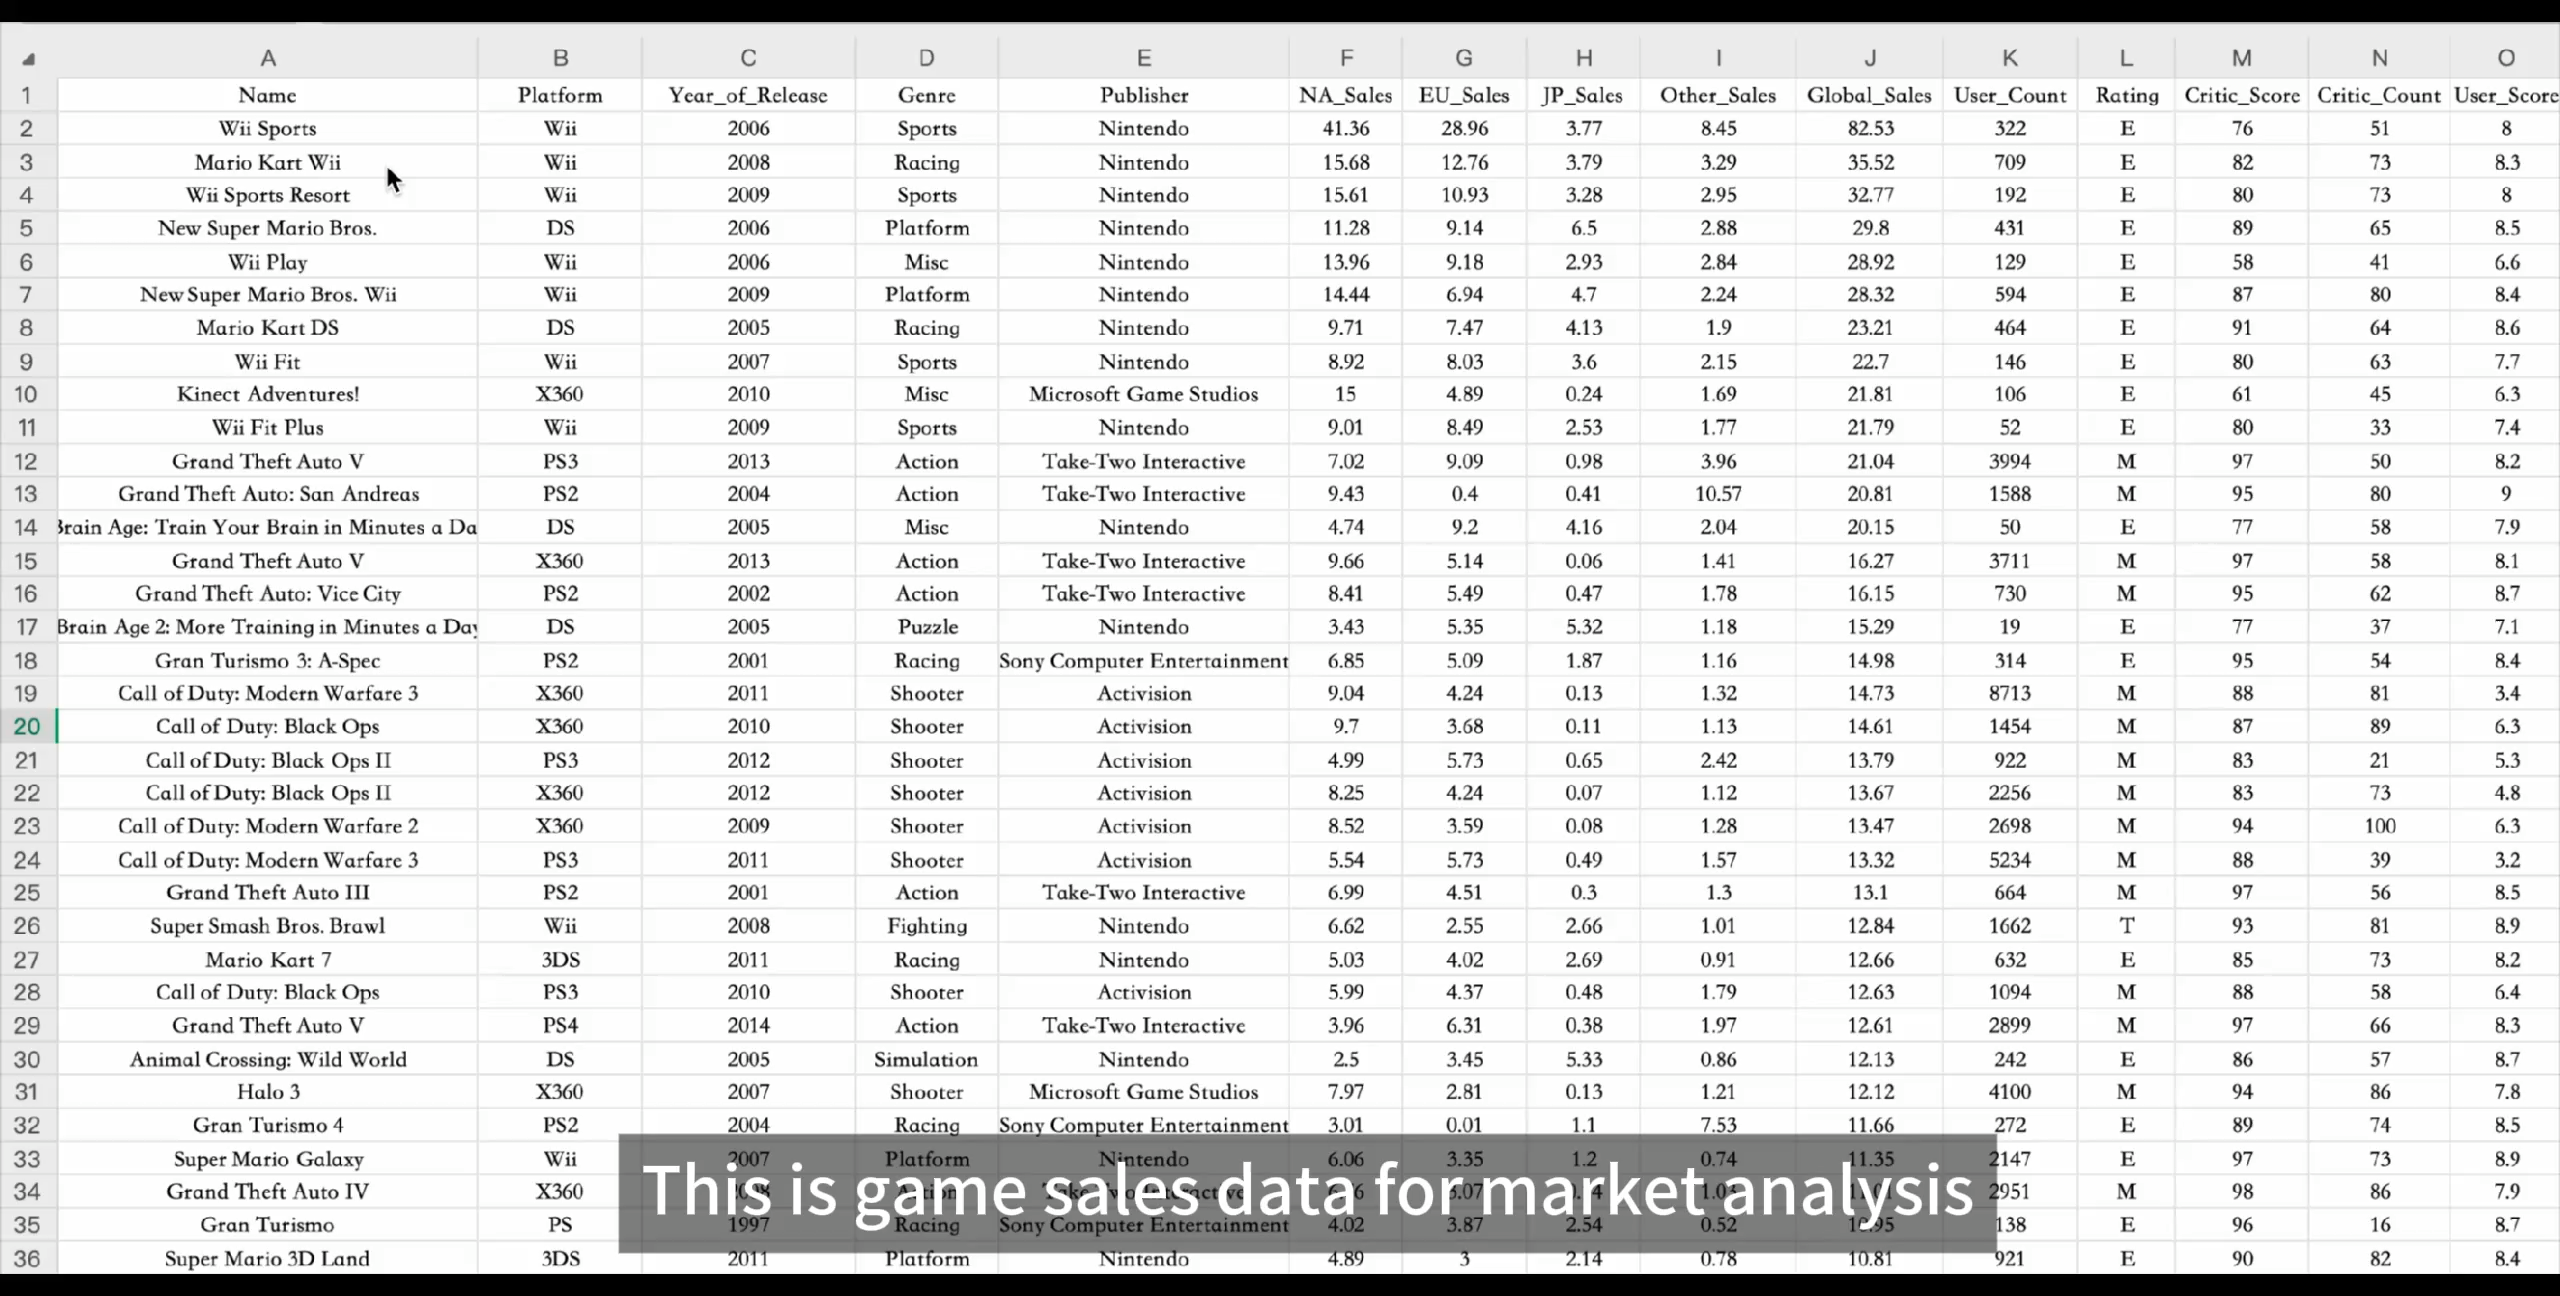 A B C D E F G H I J K L M N O
1 Name Platform Year_of_Release Genre Publisher NA_Sales EU_Sales JP_Sales Other_Sales Global_Sales User_Count Rating Critic_Score Critic_Count User_Score
2 Wii Sports Wii 2006 Sports Nintendo 41.36 28.96 3.77 8.45 82.53 322 E 76 51 8
3 Mario Kart Wii Wii 2008 Racing Nintendo 15.68 12.76 3.79 3.29 35.52 709 E 82 73 8.3
4 Wii Sports Resort Wii 2009 Sports Nintendo 15.61 10.93 3.28 2.95 32.77 192 E 80 73 8
5 New Super Mario Bros. DS 2006 Platform Nintendo 11.28 9.14 6.5 2.88 29.8 431 E 89 65 8.5
6 Wii Play Wii 2006 Misc Nintendo 13.96 9.18 2.93 2.84 28.92 129 E 58 41 6.6
7 New Super Mario Bros. Wii Wii 2009 Platform Nintendo 14.44 6.94 4.7 2.24 28.32 594 E 87 80 8.4
8 Mario Kart DS DS 2005 Racing Nintendo 9.71 7.47 4.13 1.9 23.21 464 E 91 64 8.6
9 Wii Fit Wii 2007 Sports Nintendo 8.92 8.03 3.6 2.15 22.7 146 E 80 63 7.7
10 Kinect Adventures! X360 2010 Misc Microsoft Game Studios 15 4.89 0.24 1.69 21.81 106 E 61 45 6.3
11 Wii Fit Plus Wii 2009 Sports Nintendo 9.01 8.49 2.53 1.77 21.79 52 E 80 33 7.4
12 Grand Theft Auto V PS3 2013 Action Take-Two Interactive 7.02 9.09 0.98 3.96 21.04 3994 M 97 50 8.2
13 Grand Theft Auto: San Andreas PS2 2004 Action Take-Two Interactive 9.43 0.4 0.41 10.57 20.81 1588 M 95 80 9
14 Brain Age: Train Your Brain in Minutes a Da DS 2005 Misc Nintendo 4.74 9.2 4.16 2.04 20.15 50 E 77 58 7.9
15 Grand Theft Auto V X360 2013 Action Take-Two Interactive 9.66 5.14 0.06 1.41 16.27 3711 M 97 58 8.1
16 Grand Theft Auto: Vice City PS2 2002 Action Take-Two Interactive 8.41 5.49 0.47 1.78 16.15 730 M 95 62 8.7
17 Brain Age 2: More Training in Minutes a Day DS 2005 Puzzle Nintendo 3.43 5.35 5.32 1.18 15.29 19 E 77 37 7.1
18 Gran Turismo 3: A-Spec PS2 2001 Racing Sony Computer Entertainment 6.85 5.09 1.87 1.16 14.98 314 E 95 54 8.4
19 Call of Duty: Modern Warfare 3 X360 2011 Shooter Activision 9.04 4.24 0.13 1.32 14.73 8713 M 88 81 3.4
20 Call of Duty: Black Ops X360 2010 Shooter Activision 9.7 3.68 0.11 1.13 14.61 1454 M 87 89 6.3
21 Call of Duty: Black Ops II PS3 2012 Shooter Activision 4.99 5.73 0.65 2.42 13.79 922 M 83 21 5.3
22 Call of Duty: Black Ops II X360 2012 Shooter Activision 8.25 4.24 0.07 1.12 13.67 2256 M 83 73 4.8
23 Call of Duty: Modern Warfare 2 X360 2009 Shooter Activision 8.52 3.59 0.08 1.28 13.47 2698 M 94 100 6.3
24 Call of Duty: Modern Warfare 3 PS3 2011 Shooter Activision 5.54 5.73 0.49 1.57 13.32 5234 M 88 39 3.2
25 Grand Theft Auto III PS2 2001 Action Take-Two Interactive 6.99 4.51 0.3 1.3 13.1 664 M 97 56 8.5
26 Super Smash Bros. Brawl Wii 2008 Fighting Nintendo 6.62 2.55 2.66 1.01 12.84 1662 T 93 81 8.9
27 Mario Kart 7 3DS 2011 Racing Nintendo 5.03 4.02 2.69 0.91 12.66 632 E 85 73 8.2
28 Call of Duty: Black Ops PS3 2010 Shooter Activision 5.99 4.37 0.48 1.79 12.63 1094 M 88 58 6.4
29 Grand Theft Auto V PS4 2014 Action Take-Two Interactive 3.96 6.31 0.38 1.97 12.61 2899 M 97 66 8.3
30 Animal Crossing: Wild World DS 2005 Simulation Nintendo 2.5 3.45 5.33 0.86 12.13 242 E 86 57 8.7
31 Halo 3 X360 2007 Shooter Microsoft Game Studios 7.97 2.81 0.13 1.21 12.12 4100 M 94 86 7.8
32 Gran Turismo 4 PS2 2004 Racing Sony Computer Entertainment 3.01 0.01 1.1 7.53 11.66 272 E 89 74 8.5
33 Super Mario Galaxy Wii 2007 Platform Nintendo 6.06 3.35 1.2 0.74 11.35 2147 E 97 73 8.9
34 Grand Theft Auto IV X360 2951 M 98 86 7.9
35 Gran Turismo PS 1997 Racing Sony Computer Entertainment 4.02 3.87 2.54 0.52 10.95 138 E 96 16 8.7
36 Super Mario 3D Land 3DS 2011 Platform Nintendo 4.89 3 2.14 0.78 10.81 921 E 90 82 8.4
This is game sales data for market analysis